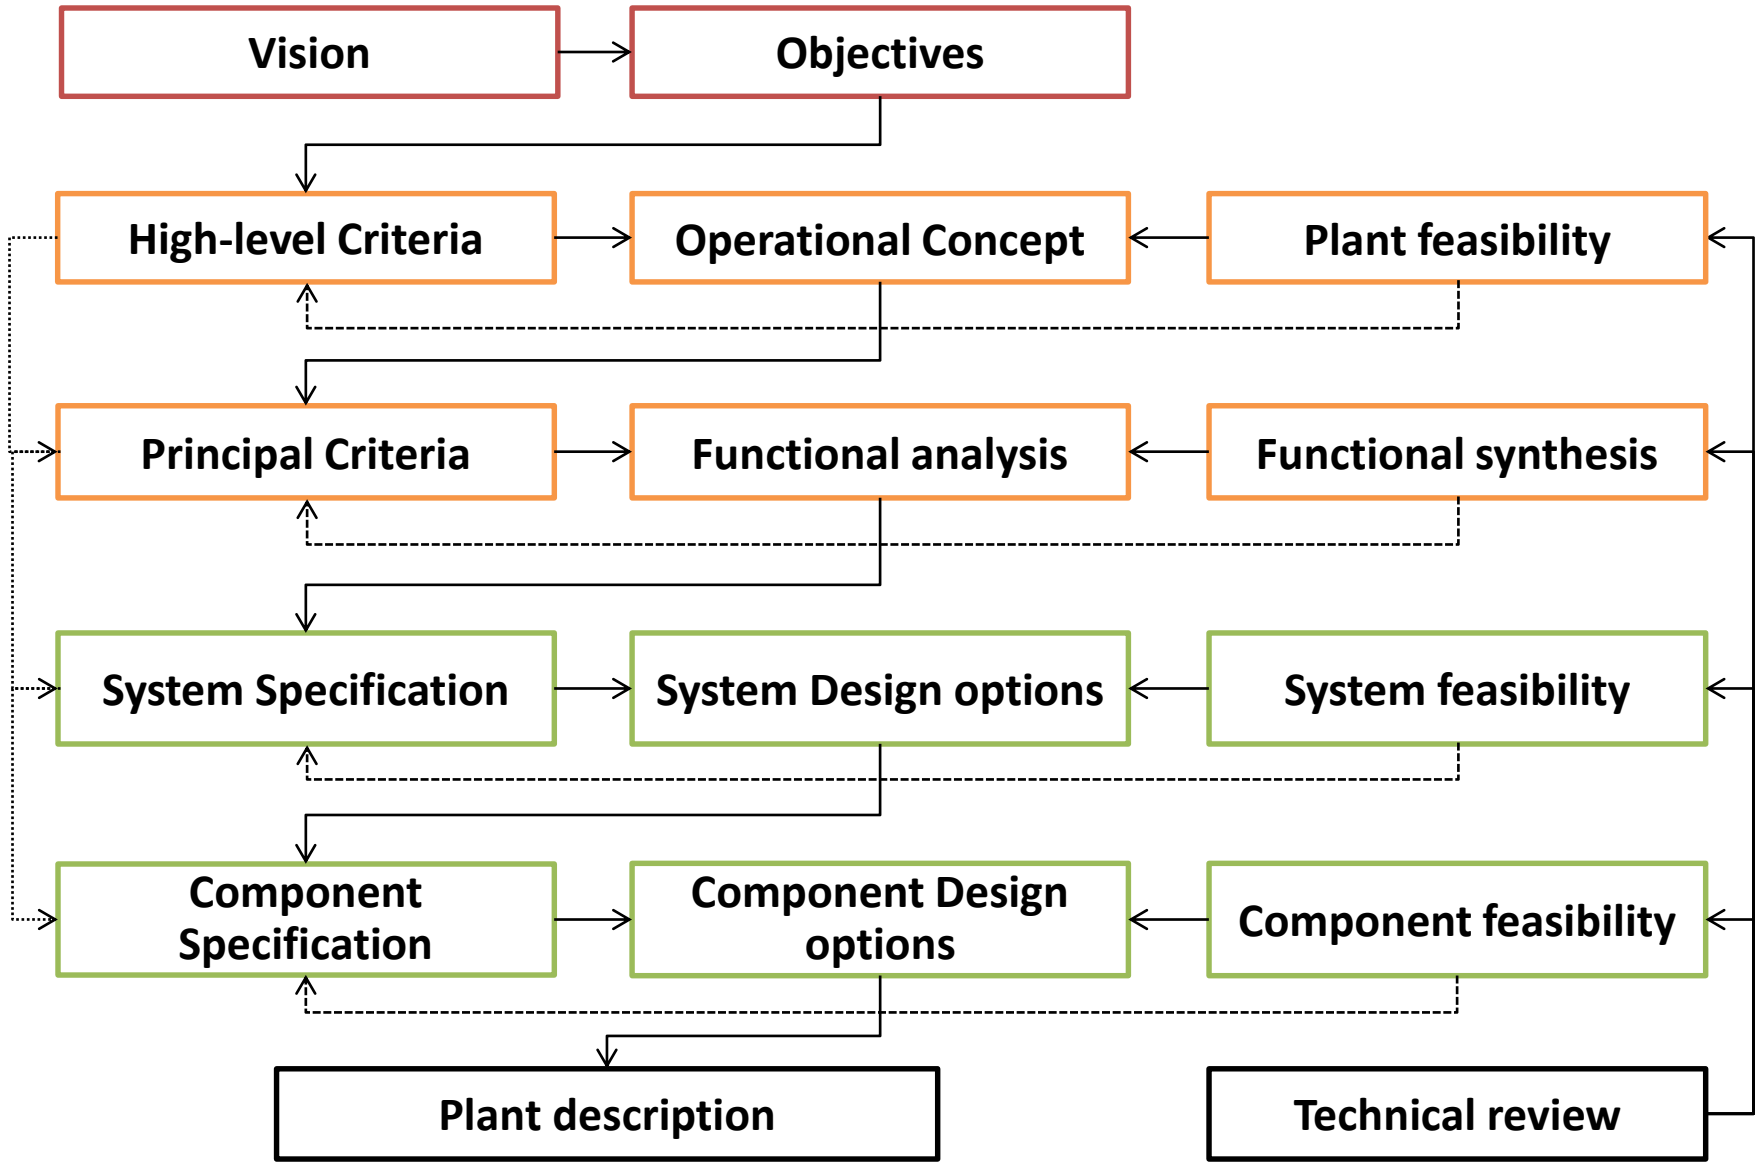 Vision
Objectives
High-level Criteria
Operational Concept
Plant feasibility
Principal Criteria
Functional analysis
Functional synthesis
System Specification
System Design options
System feasibility
Component
Specification
Component Design
options
Component feasibility
Plant description
Technical review